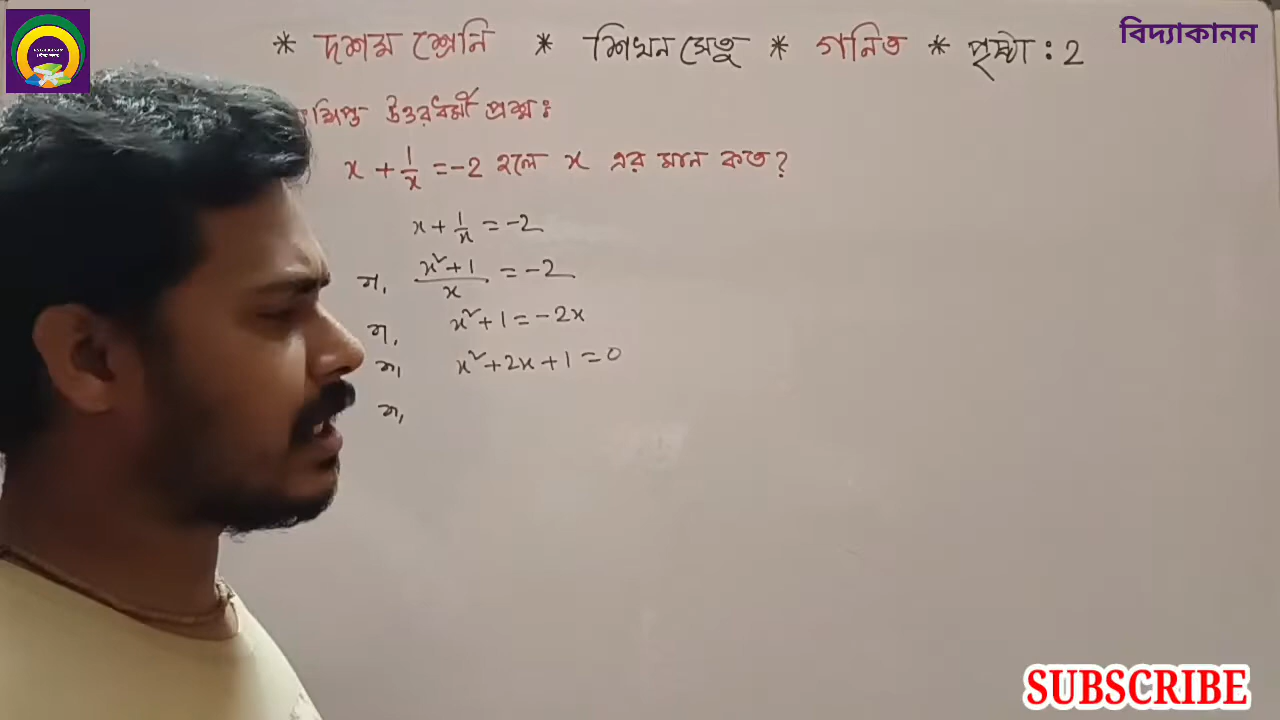 * দশম শ্রেনি * শিখন সেতু * গনিত * পৃষ্ঠা : 2
বিদ্যাকানন
উত্তরধর্মী প্রশ্ন :
x + 1/x = -2 হলে x এর মান কত?
x + 1/x = -2
বা, (x² + 1)/x = -2
বা, x² + 1 = -2x
বা, x² + 2x + 1 = 0
বা,
SUBSCRIBE